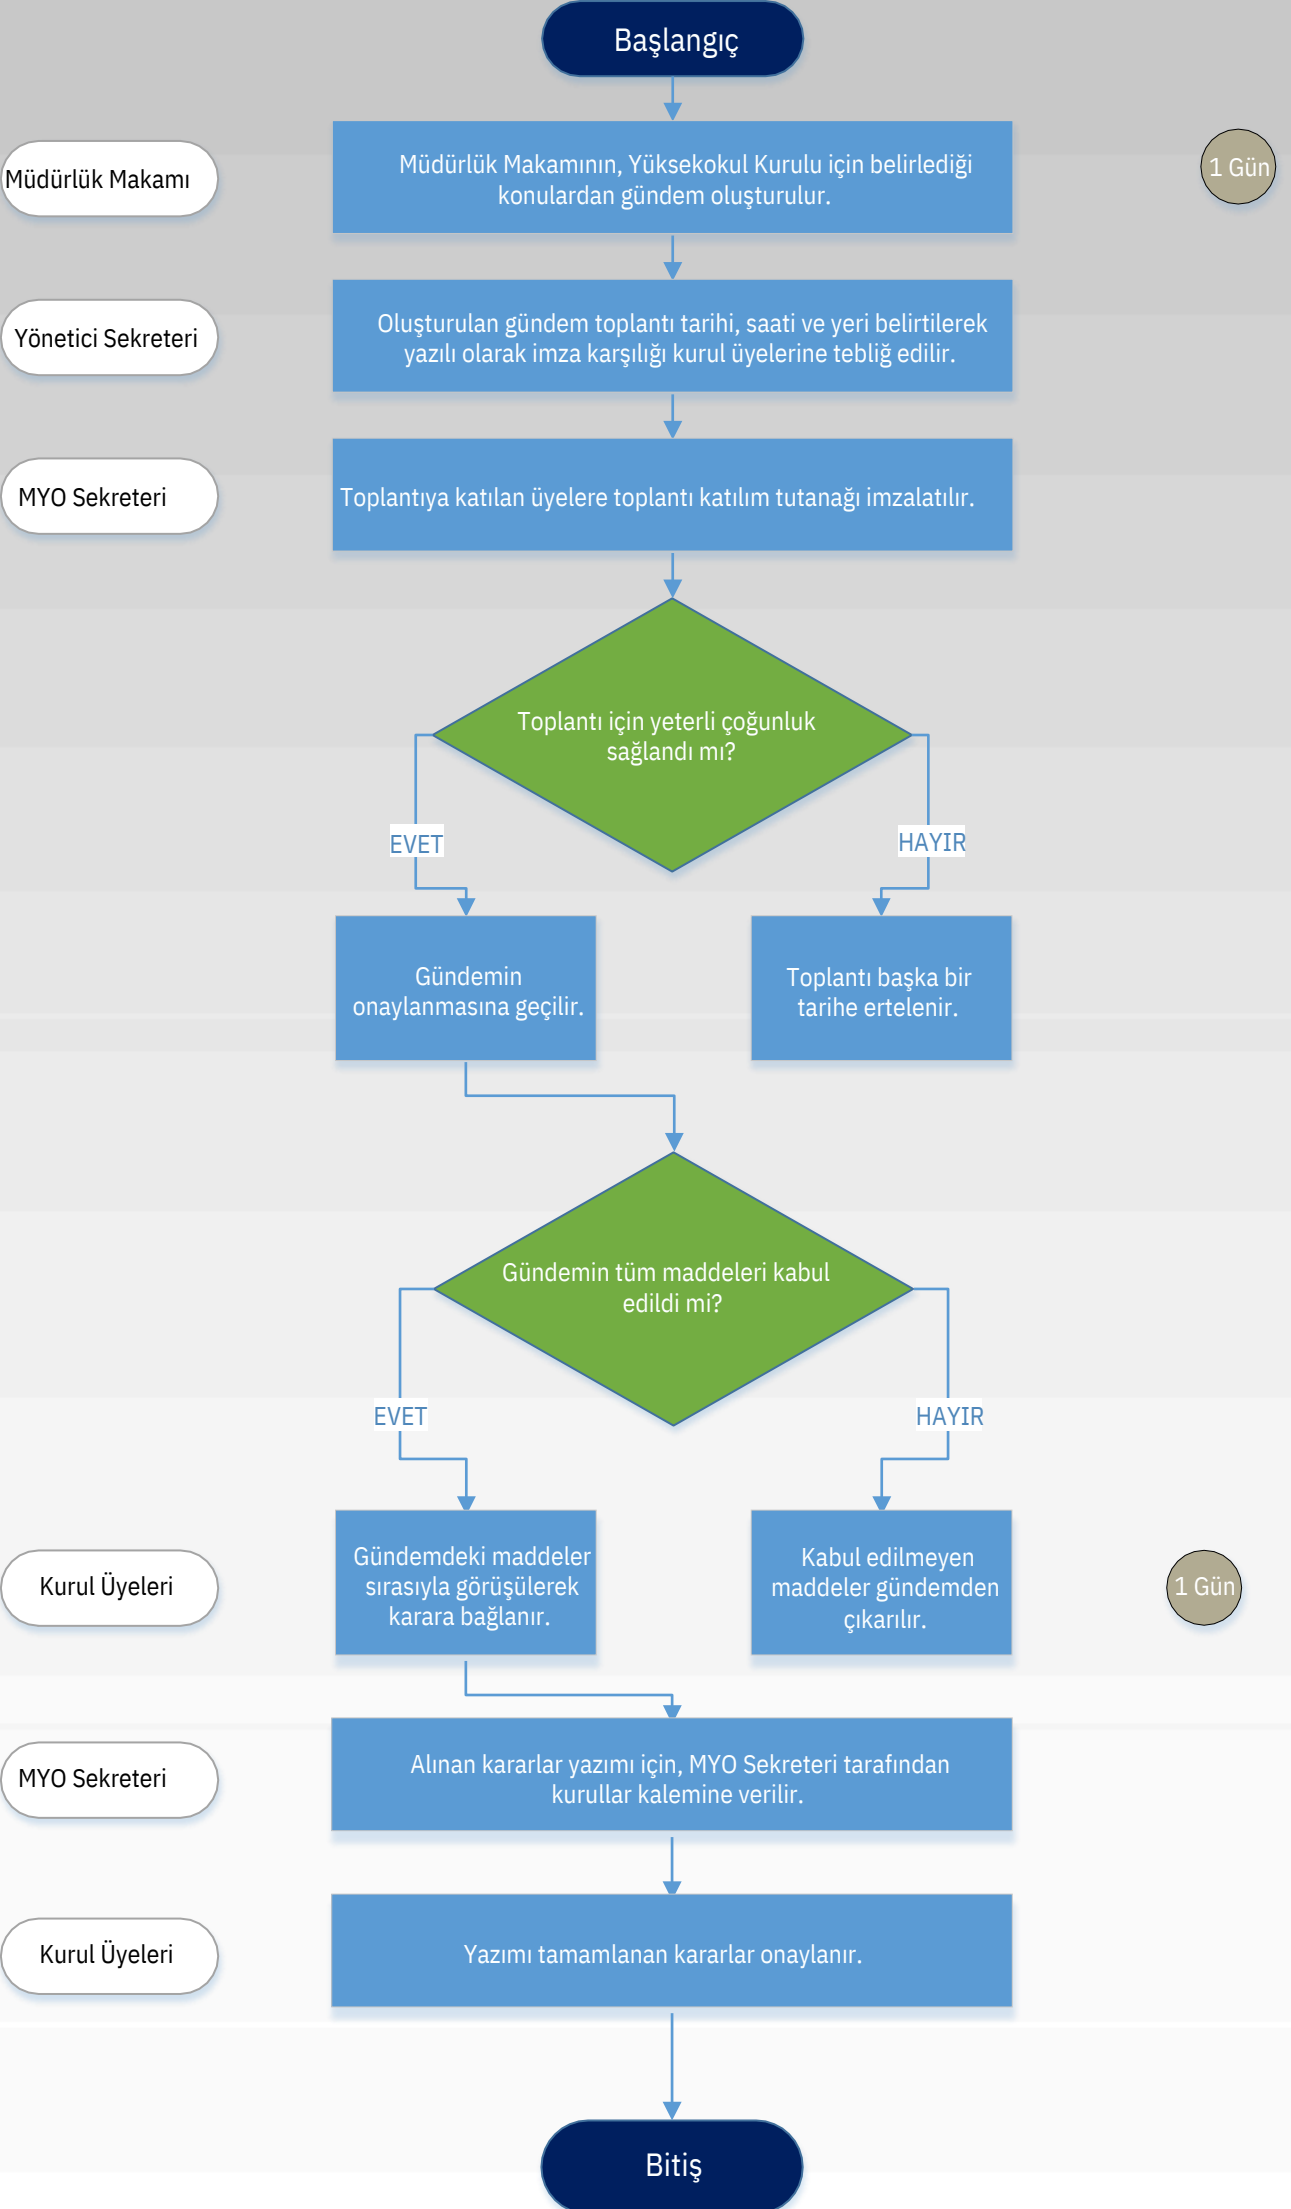 Başlangıç
Müdürlük Makamı
Müdürlük Makamının, Yüksekokul Kurulu için belirlediği
konulardan gündem oluşturulur.
1 Gün
Yönetici Sekreteri
Oluşturulan gündem toplantı tarihi, saati ve yeri belirtilerek
yazılı olarak imza karşılığı kurul üyelerine tebliğ edilir.
MYO Sekreteri
Toplantıya katılan üyelere toplantı katılım tutanağı imzalatılır.
Toplantı için yeterli çoğunluk
sağlandı mı?
EVET
HAYIR
Gündemin
onaylanmasına geçilir.
Toplantı başka bir
tarihe ertelenir.
Gündemin tüm maddeleri kabul
edildi mi?
EVET
HAYIR
Kurul Üyeleri
Gündemdeki maddeler
sırasıyla görüşülerek
karara bağlanır.
Kabul edilmeyen
maddeler gündemden
çıkarılır.
1 Gün
MYO Sekreteri
Alınan kararlar yazımı için, MYO Sekreteri tarafından
kurullar kalemine verilir.
Kurul Üyeleri
Yazımı tamamlanan kararlar onaylanır.
Bitiş